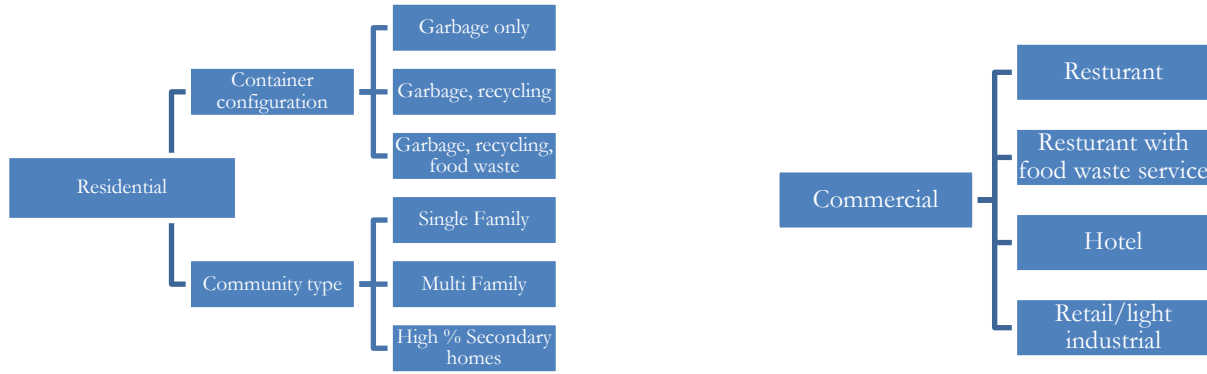 Residential
Container
configuration
Garbage only
Garbage, recycling
Garbage, recycling,
food waste
Community type
Single Family
Multi Family
High % Secondary
homes
Commercial
Resturant
Resturant with
food waste service
Hotel
Retail/light
industrial